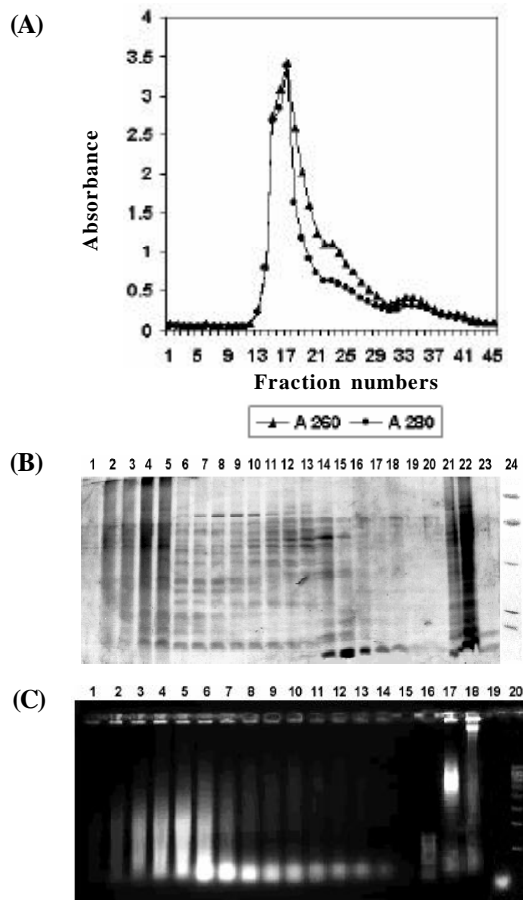 (A)
4
3.5
3
2.5
2
1.5
1
0.5
0
Absorbance
1 5 9 13 17 21 25 29 33 37 41 45
Fraction numbers
A 260 A 280
(B)
1 2 3 4 5 6 7 8 9 10 11 12 13 14 15 16 17 18 19 20 21 22 23 24
(C)
1 2 3 4 5 6 7 8 9 10 11 12 13 14 15 16 17 18 19 20